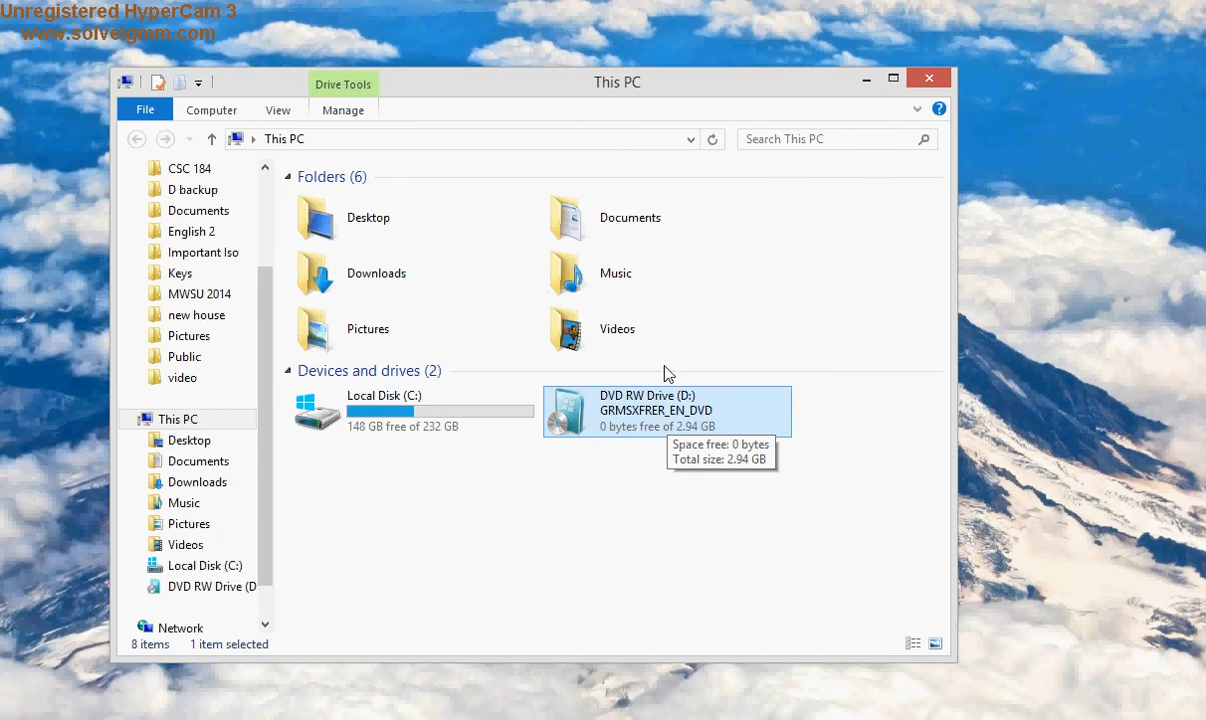 Unregistered HyperCam 3
www.solveigmm.com
Drive Tools
This PC
File
Computer
View
Manage
This PC
Search This PC
CSC 184
D backup
Documents
English 2
Important Iso
Keys
MWSU 2014
new house
Pictures
Public
video
This PC
Desktop
Documents
Downloads
Music
Pictures
Videos
Local Disk (C:)
DVD RW Drive (D
Network
Folders (6)
Desktop
Documents
Downloads
Music
Pictures
Videos
Devices and drives (2)
Local Disk (C:)
148 GB free of 232 GB
DVD RW Drive (D:)
GRMSXFRER_EN_DVD
0 bytes free of 2.94 GB
Space free: 0 bytes
Total size: 2.94 GB
8 items
1 item selected